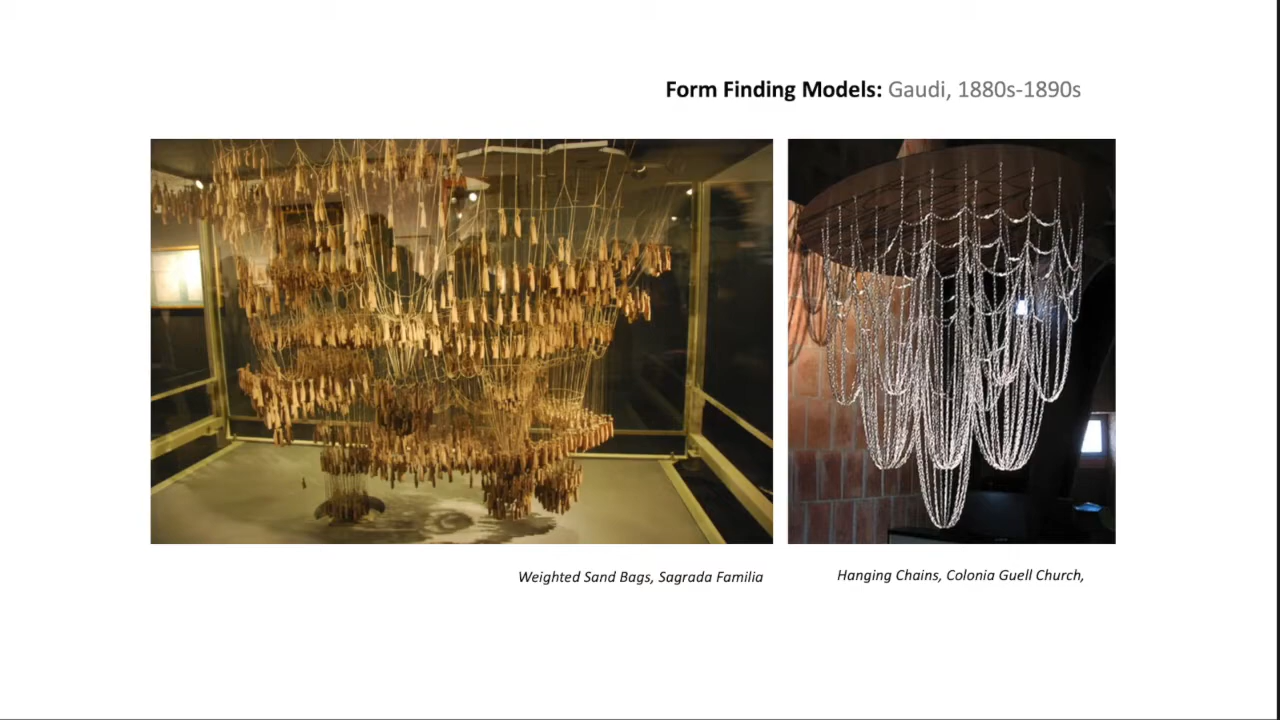 Form Finding Models: Gaudi, 1880s-1890s
Weighted Sand Bags, Sagrada Familia
Hanging Chains, Colonia Guell Church,